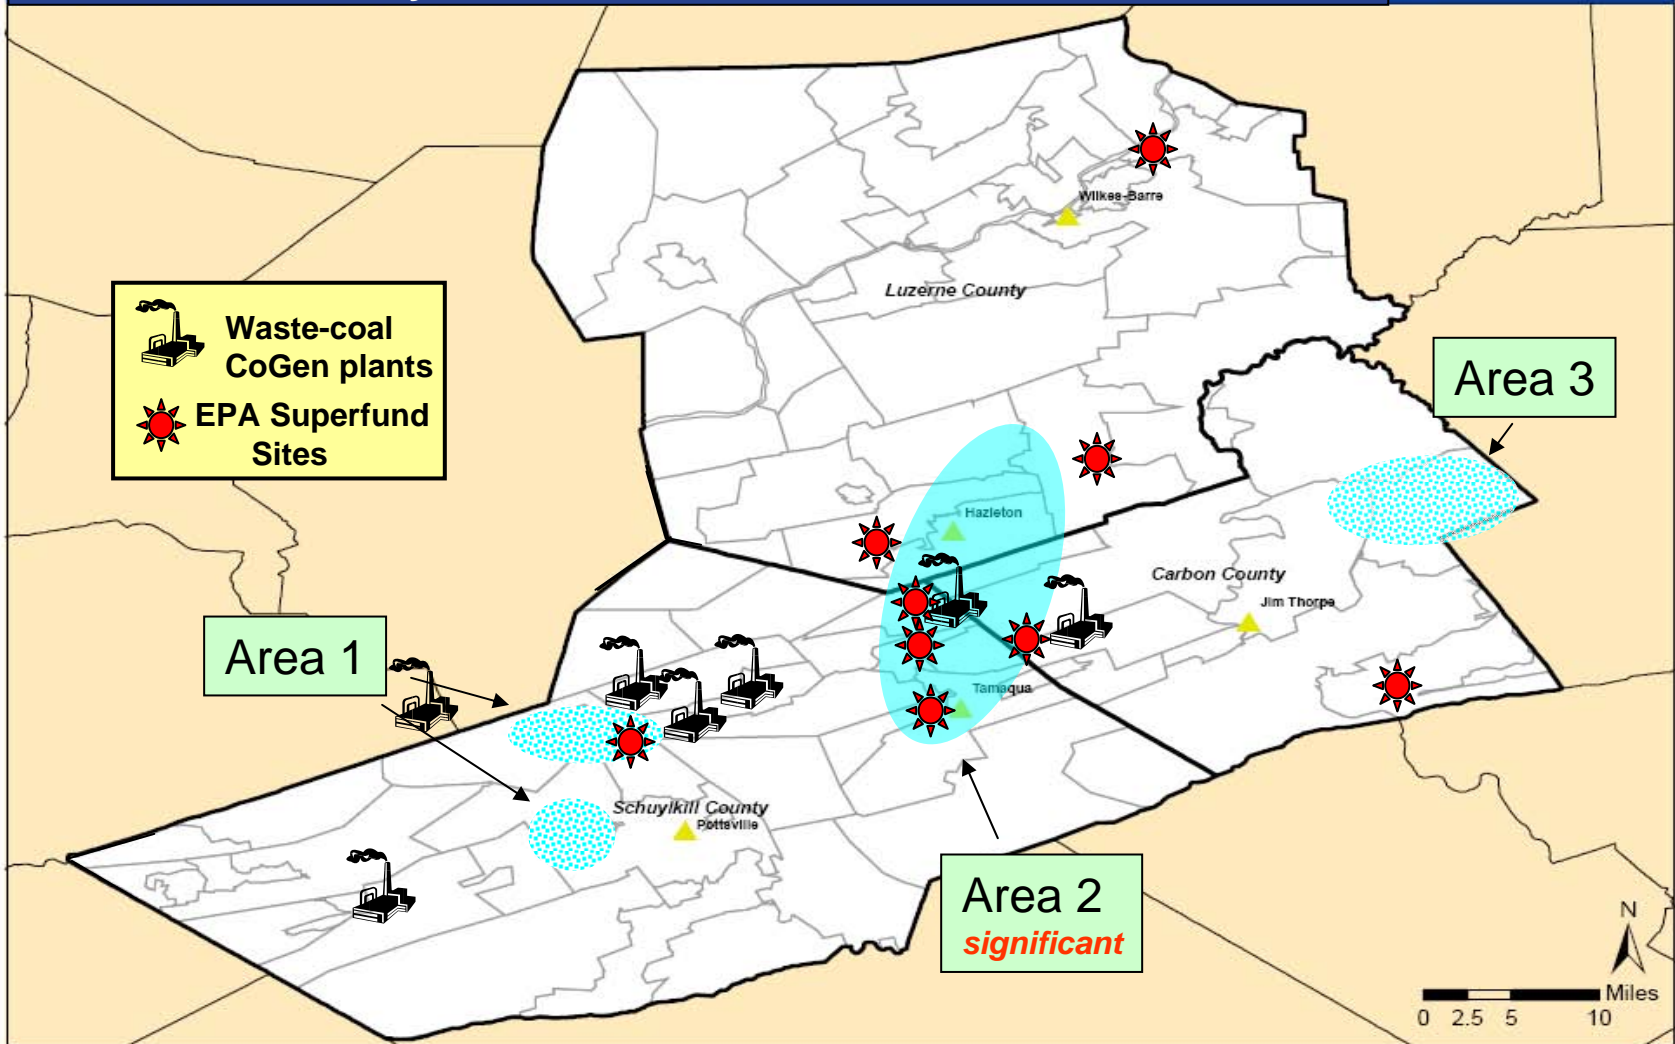 Wilkes-Barre
Luzerne County
Waste-coal
CoGen plants
EPA Superfund
Sites
Area 3
Hazleton
Carbon County
Jim Thorpe
Area 1
Tamaqua
Schuylkill County
Pottsville
Area 2
significant
N
Miles
0 2.5 5 10